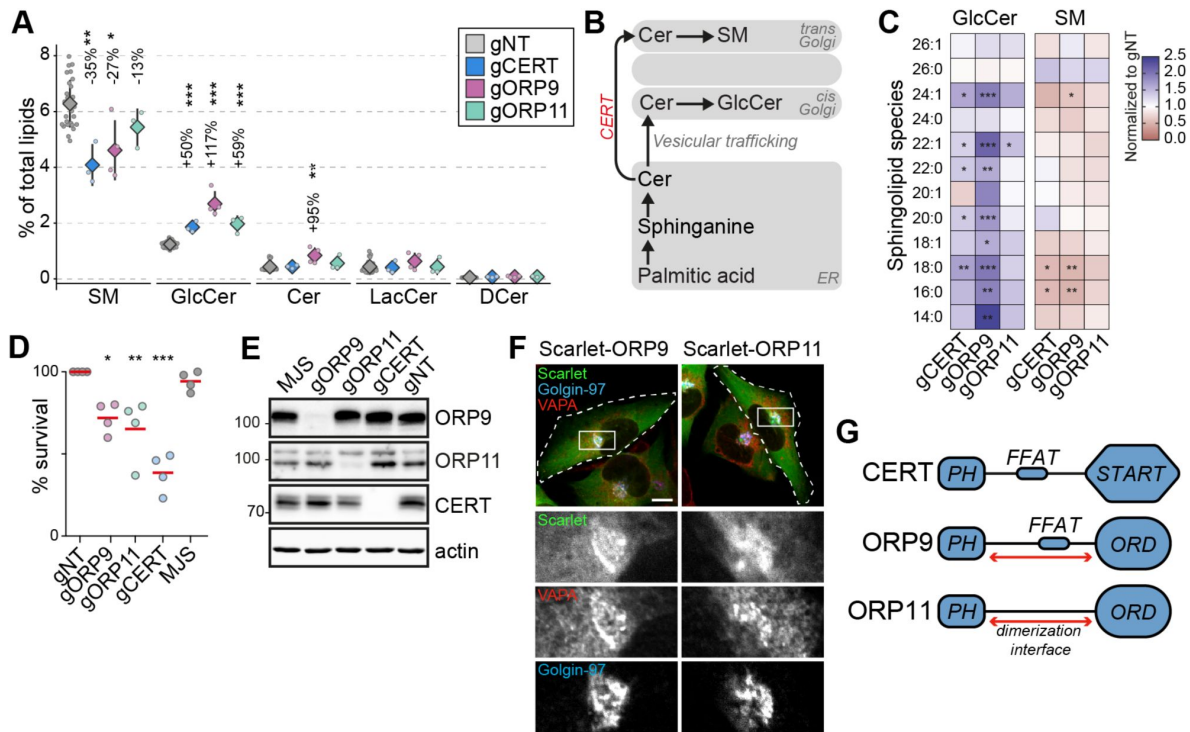 A
% of total lipids
8
6
4
2
0
** -35%
* -27%
-13%
*** +50%
*** +117%
*** +59%
** +95%
SM GlcCer Cer LacCer DCer
gNT
gCERT
gORP9
gORP11
B
Cer SM trans Golgi
Cer GlcCer cis Golgi
CERT
Vesicular trafficking
Cer
Sphinganine
Palmitic acid ER
C
GlcCer SM
Sphingolipid species
26:1
26:0
24:1 * *** *
24:0
22:1 * *** *
22:0 * **
20:1
20:0 * ***
18:1 *
18:0 ** *** * **
16:0 ** * **
14:0 **
gCERT gORP9 gORP11 gCERT gORP9 gORP11
Normalized to gNT
2.5
2.0
1.5
1.0
0.5
0.0
D
% survival
100
0
* ** ***
gNT gORP9 gORP11 gCERT MJS
E
MJS gORP9 gORP11 gCERT gNT
100 ORP9
100 ORP11
70 CERT
actin
F
Scarlet-ORP9 Scarlet-ORP11
Scarlet
Golgin-97
VAPA
Scarlet
VAPA
Golgin-97
G
CERT PH FFAT START
ORP9 PH FFAT ORD
ORP11 PH ORD
dimerization
interface